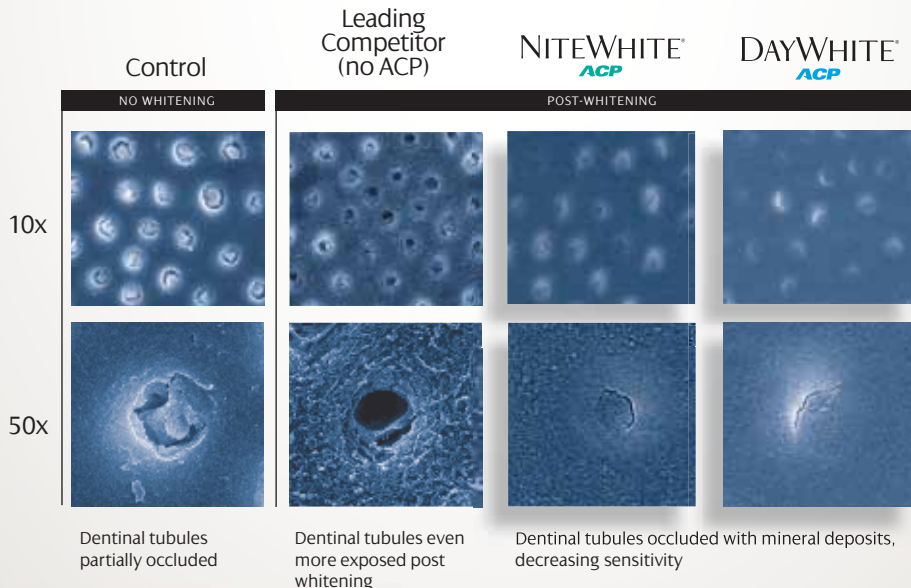 Control
Leading
Competitor
(no ACP)
NITEWHITE®
ACP
DAYWHITE®
ACP
NO WHITENING
POST-WHITENING
10x
50x
Dentinal tubules
partially occluded
Dentinal tubules even
more exposed post
whitening
Dentinal tubules occluded with mineral deposits,
decreasing sensitivity